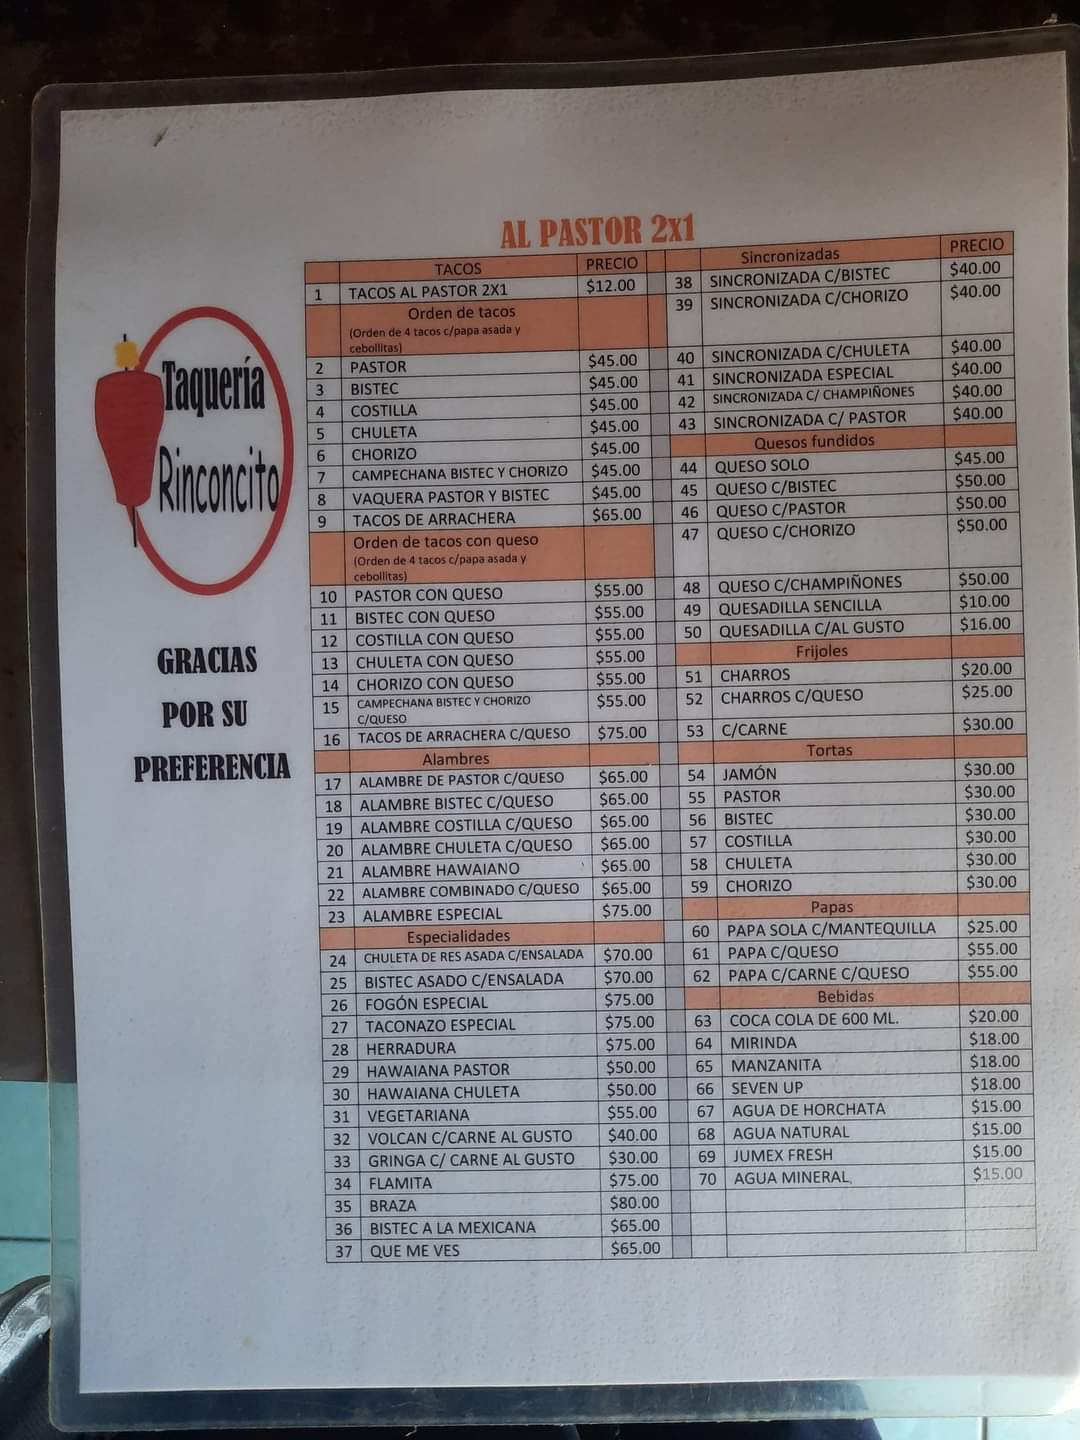 AL PASTOR 2x1
Taquería
Rinconcito
GRACIAS
POR SU
PREFERENCIA
TACOS PRECIO
1 TACOS AL PASTOR 2X1 $12.00
Orden de tacos
(Orden de 4 tacos c/papa asada y
cebollitas)
2 PASTOR $45.00
3 BISTEC $45.00
4 COSTILLA $45.00
5 CHULETA $45.00
6 CHORIZO $45.00
7 CAMPECHANA BISTEC Y CHORIZO $45.00
8 VAQUERA PASTOR Y BISTEC $45.00
9 TACOS DE ARRACHERA $65.00
Orden de tacos con queso
(Orden de 4 tacos c/papa asada y
cebollitas)
10 PASTOR CON QUESO $55.00
11 BISTEC CON QUESO $55.00
12 COSTILLA CON QUESO $55.00
13 CHULETA CON QUESO $55.00
14 CHORIZO CON QUESO $55.00
15 CAMPECHANA BISTEC Y CHORIZO $55.00
C/QUESO
16 TACOS DE ARRACHERA C/QUESO $75.00
Alambres
17 ALAMBRE DE PASTOR C/QUESO $65.00
18 ALAMBRE BISTEC C/QUESO $65.00
19 ALAMBRE COSTILLA C/QUESO $65.00
20 ALAMBRE CHULETA C/QUESO $65.00
21 ALAMBRE HAWAIANO $65.00
22 ALAMBRE COMBINADO C/QUESO $65.00
23 ALAMBRE ESPECIAL $75.00
Especialidades
24 CHULETA DE RES ASADA C/ENSALADA $70.00
25 BISTEC ASADO C/ENSALADA $70.00
26 FOGÓN ESPECIAL $75.00
27 TACONAZO ESPECIAL $75.00
28 HERRADURA $75.00
29 HAWAIANA PASTOR $50.00
30 HAWAIANA CHULETA $50.00
31 VEGETARIANA $55.00
32 VOLCAN C/CARNE AL GUSTO $40.00
33 GRINGA C/ CARNE AL GUSTO $30.00
34 FLAMITA $75.00
35 BRAZA $80.00
36 BISTEC A LA MEXICANA $65.00
37 QUE ME VES $65.00
Sincronizadas PRECIO
38 SINCRONIZADA C/BISTEC $40.00
39 SINCRONIZADA C/CHORIZO $40.00
40 SINCRONIZADA C/CHULETA $40.00
41 SINCRONIZADA ESPECIAL $40.00
42 SINCRONIZADA C/ CHAMPIÑONES $40.00
43 SINCRONIZADA C/ PASTOR $40.00
Quesos fundidos
44 QUESO SOLO $45.00
45 QUESO C/BISTEC $50.00
46 QUESO C/PASTOR $50.00
47 QUESO C/CHORIZO $50.00
48 QUESO C/CHAMPIÑONES $50.00
49 QUESADILLA SENCILLA $10.00
50 QUESADILLA C/AL GUSTO $16.00
Frijoles
51 CHARROS $20.00
52 CHARROS C/QUESO $25.00
53 C/CARNE $30.00
Tortas
54 JAMÓN $30.00
55 PASTOR $30.00
56 BISTEC $30.00
57 COSTILLA $30.00
58 CHULETA $30.00
59 CHORIZO $30.00
Papas
60 PAPA SOLA C/MANTEQUILLA $25.00
61 PAPA C/QUESO $55.00
62 PAPA C/CARNE C/QUESO $55.00
Bebidas
63 COCA COLA DE 600 ML. $20.00
64 MIRINDA $18.00
65 MANZANITA $18.00
66 SEVEN UP $18.00
67 AGUA DE HORCHATA $15.00
68 AGUA NATURAL $15.00
69 JUMEX FRESH $15.00
70 AGUA MINERAL, $15.00